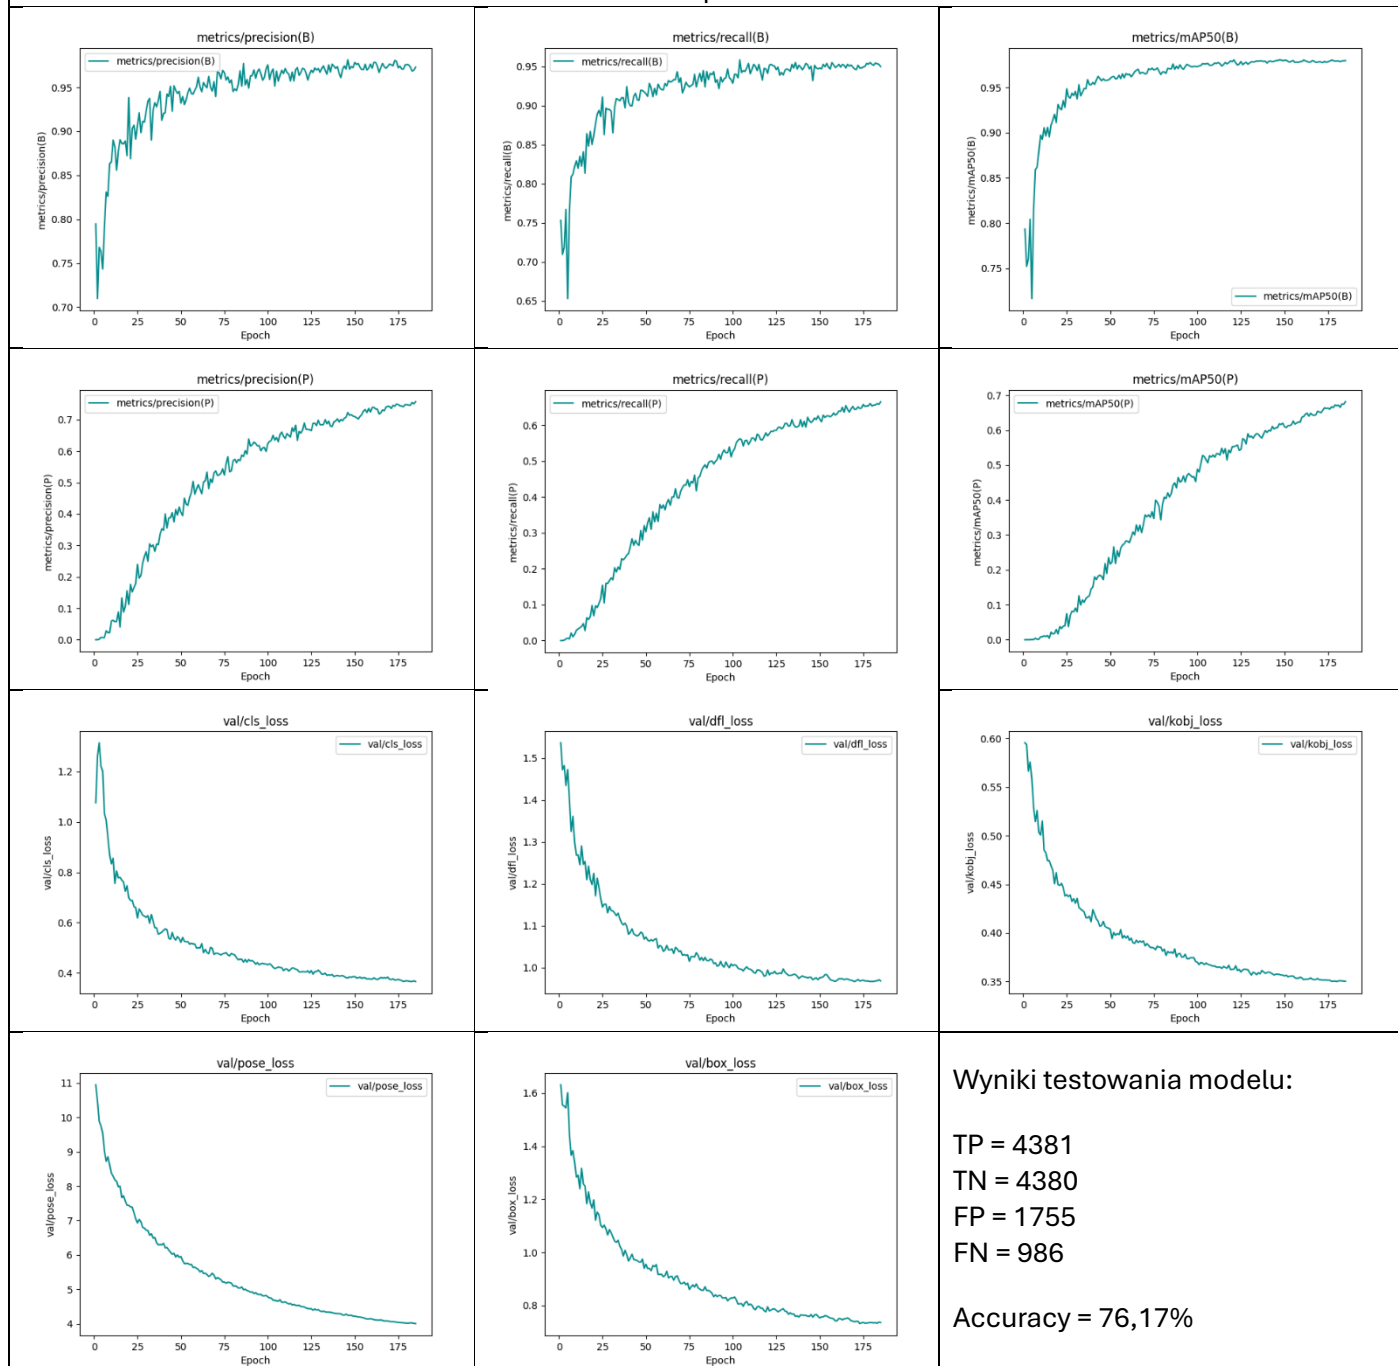 metrics/precision(B)
metrics/precision(B)
metrics/precision(B)
0.95
0.90
0.85
0.80
0.75
0.70
0 25 50 75 100 125 150 175
Epoch
metrics/recall(B)
metrics/recall(B)
metrics/recall(B)
0.95
0.90
0.85
0.80
0.75
0.70
0.65
0 25 50 75 100 125 150 175
Epoch
metrics/mAP50(B)
metrics/mAP50(B)
0.95
0.90
0.85
0.80
0.75
metrics/mAP50(B)
0 25 50 75 100 125 150 175
Epoch
metrics/precision(P)
metrics/precision(P)
metrics/precision(P)
0.7
0.6
0.5
0.4
0.3
0.2
0.1
0.0
0 25 50 75 100 125 150 175
Epoch
metrics/recall(P)
metrics/recall(P)
metrics/recall(P)
0.6
0.5
0.4
0.3
0.2
0.1
0.0
0 25 50 75 100 125 150 175
Epoch
metrics/mAP50(P)
metrics/mAP50(P)
metrics/mAP50(P)
0.7
0.6
0.5
0.4
0.3
0.2
0.1
0.0
0 25 50 75 100 125 150 175
Epoch
val/cls_loss
val/cls_loss
val/cls_loss
1.2
1.0
0.8
0.6
0.4
0 25 50 75 100 125 150 175
Epoch
val/dfl_loss
val/dfl_loss
val/dfl_loss
1.5
1.4
1.3
1.2
1.1
1.0
0 25 50 75 100 125 150 175
Epoch
val/kobj_loss
val/kobj_loss
val/kobj_loss
0.60
0.55
0.50
0.45
0.40
0.35
0 25 50 75 100 125 150 175
Epoch
val/pose_loss
val/pose_loss
val/pose_loss
11
10
9
8
7
6
5
4
0 25 50 75 100 125 150 175
Epoch
val/box_loss
val/box_loss
val/box_loss
1.6
1.4
1.2
1.0
0.8
0 25 50 75 100 125 150 175
Epoch
Wyniki testowania modelu:
TP = 4381
TN = 4380
FP = 1755
FN = 986
Accuracy = 76,17%